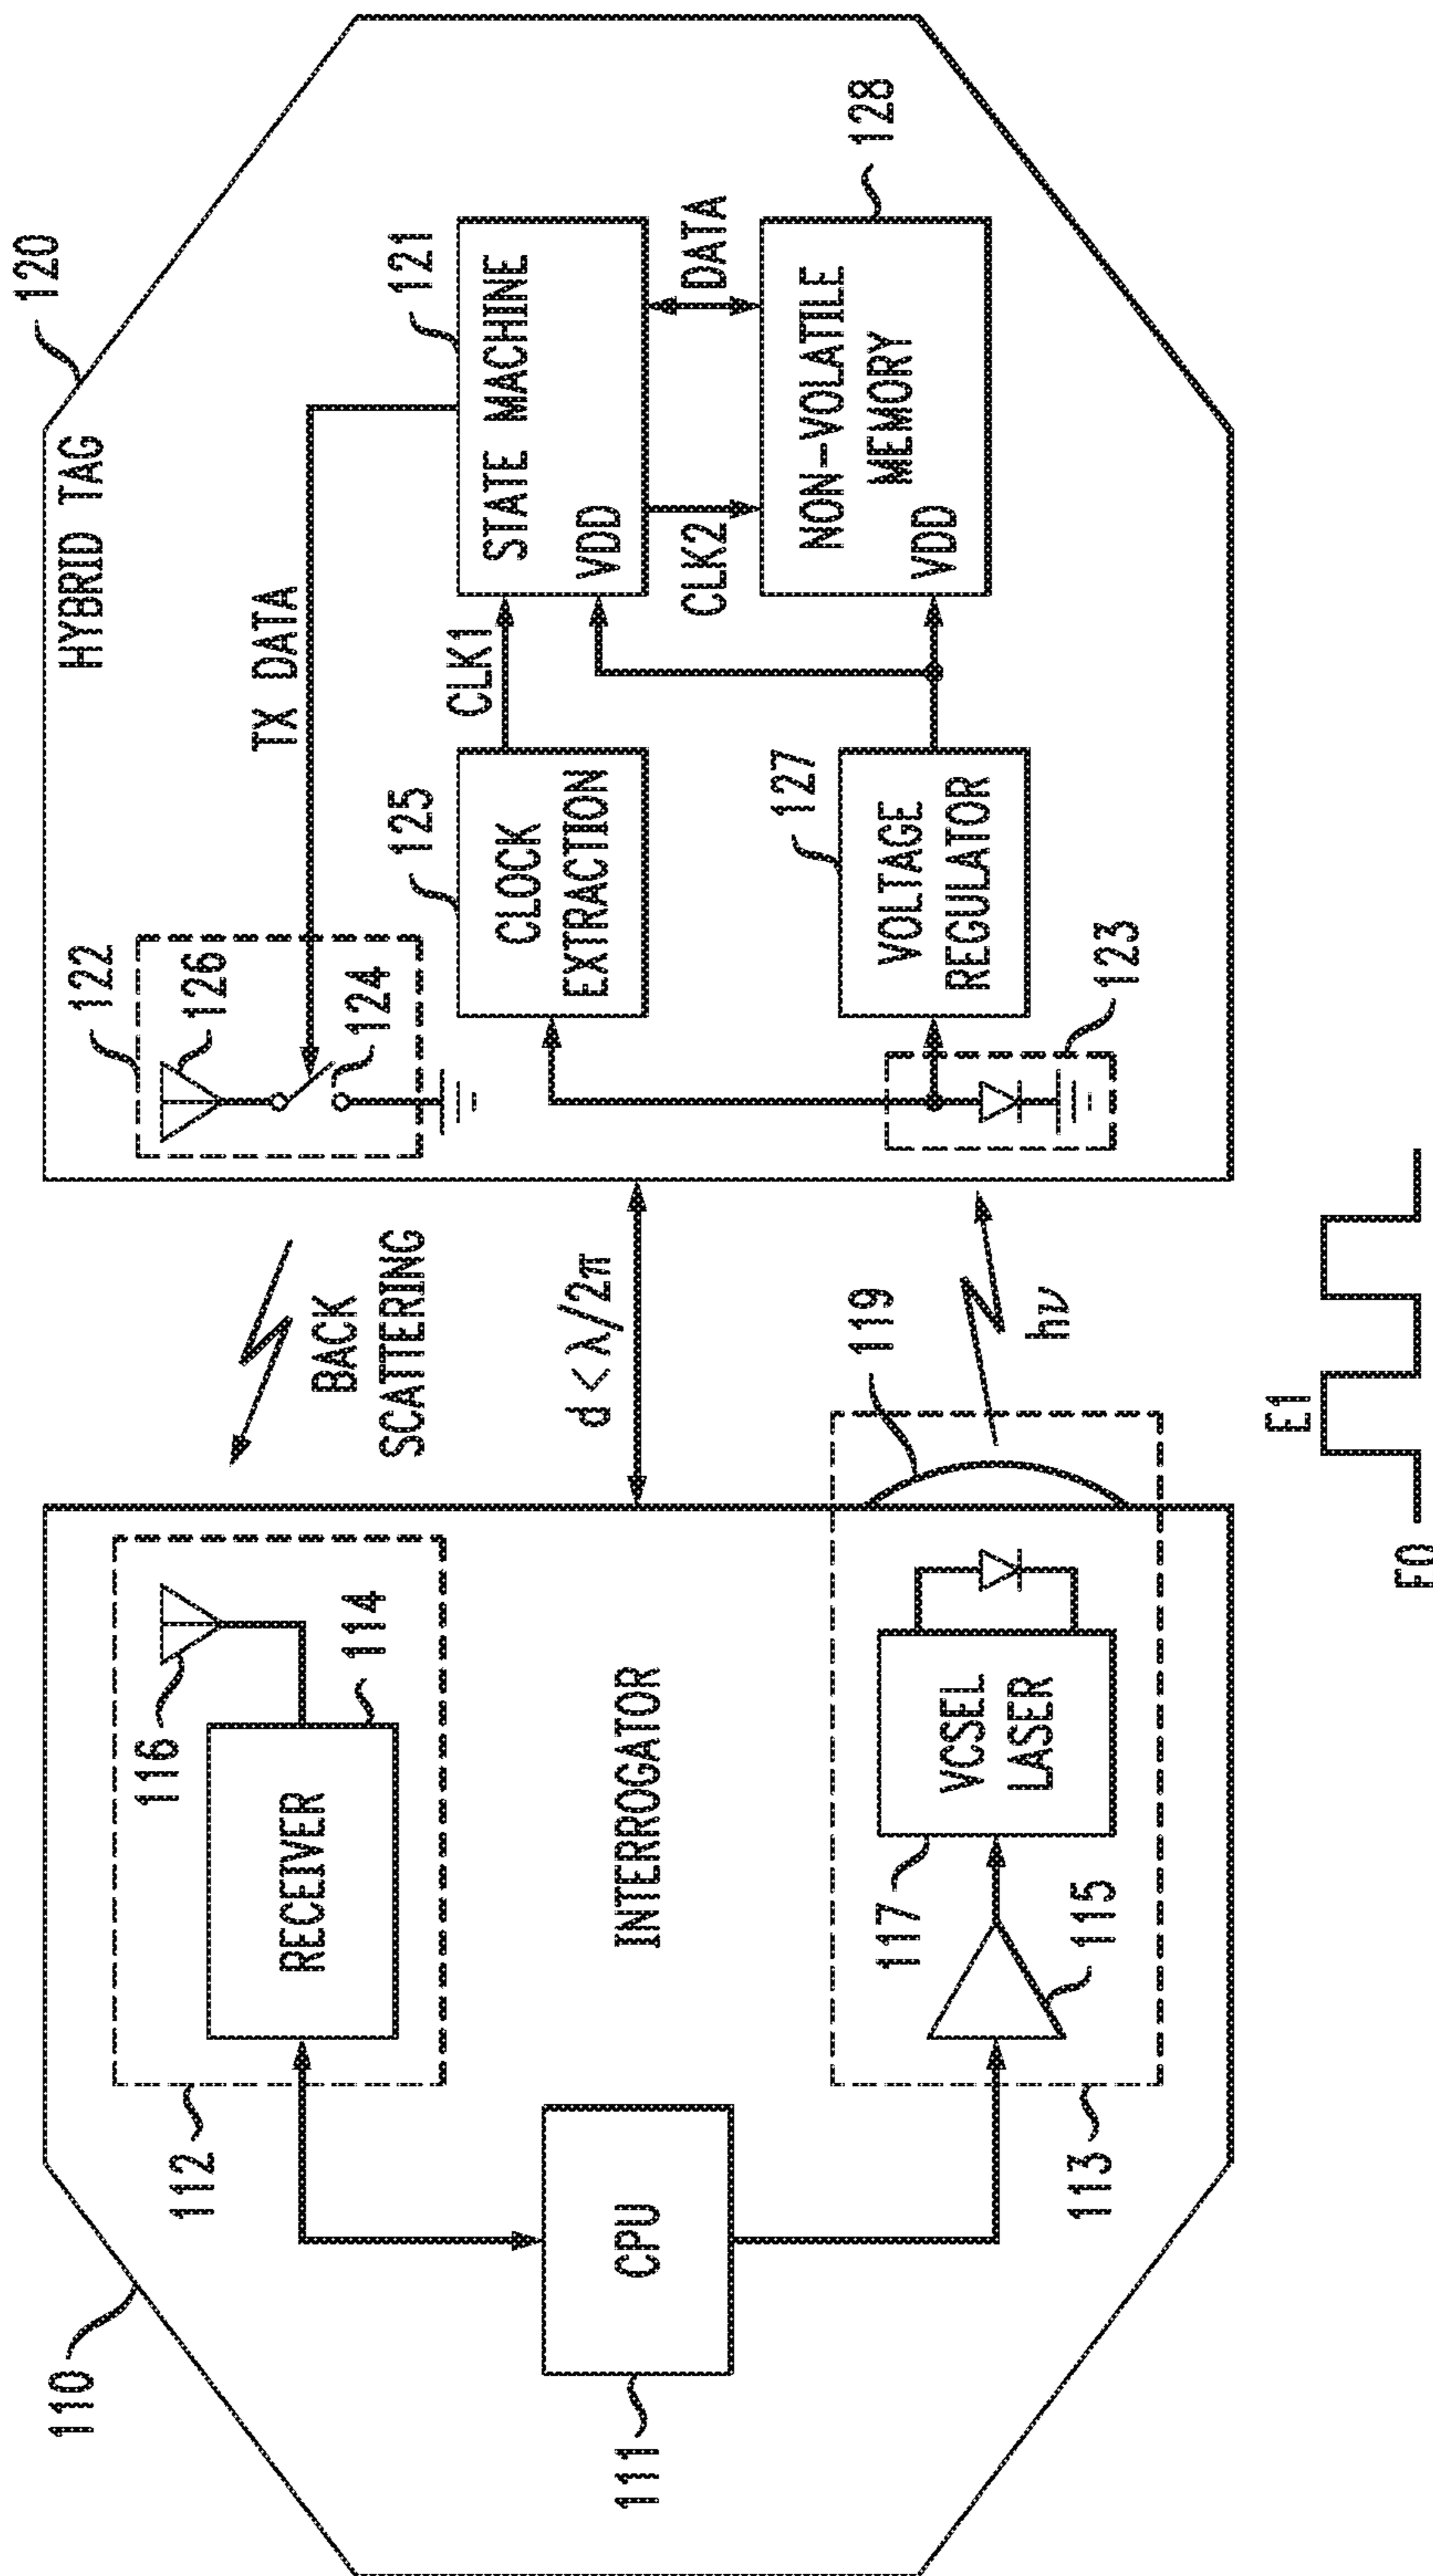 110
112
116
114
RECEIVER
111
CPU
INTERROGATOR
113
117
115
VCSEL
LASER
119
BACK
SCATTERING
d < λ/2π
hν
E0
E1
120
HYBRID TAG
122
126
124
TX DATA
125
CLOCK
EXTRACTION
CLK1
121
STATE MACHINE
VDD
CLK2
DATA
128
NON-VOLATILE
MEMORY
VDD
127
VOLTAGE
REGULATOR
123